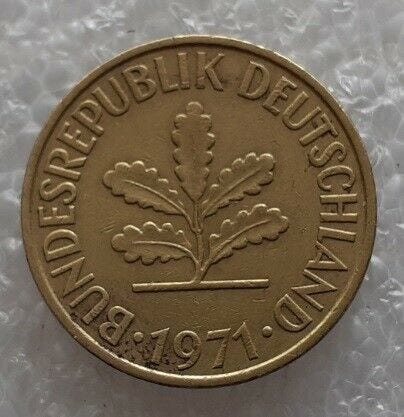 BUNDESREPUBLIK DEUTSCHLAND
· 1971 ·